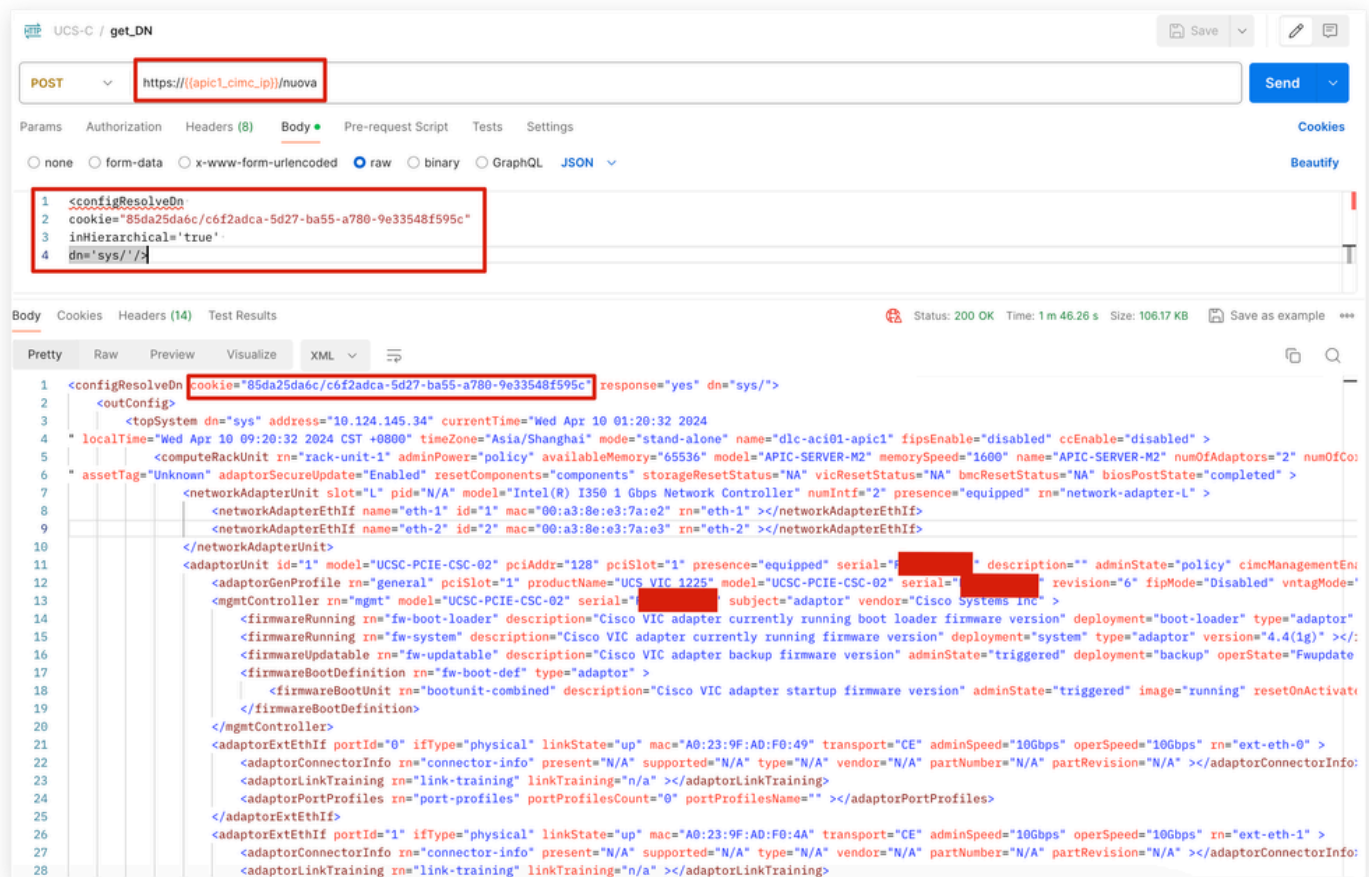 HTTP UCS-C / get_DN Save
POST https://{{apic1_cimc_ip}}/nuova Send
Params Authorization Headers (8) Body Pre-request Script Tests Settings Cookies
none form-data x-www-form-urlencoded raw binary GraphQL JSON Beautify
1 <configResolveDn
2 cookie="85da25da6c/c6f2adca-5d27-ba55-a780-9e33548f595c"
3 inHierarchical='true'
4 dn='sys/'/>
Body Cookies Headers (14) Test Results Status: 200 OK Time: 1 m 46.26 s Size: 106.17 KB Save as example
Pretty Raw Preview Visualize XML
1 <configResolveDn cookie="85da25da6c/c6f2adca-5d27-ba55-a780-9e33548f595c" response="yes" dn="sys/">
2 <outConfig>
3 <topSystem dn="sys" address="10.124.145.34" currentTime="Wed Apr 10 01:20:32 2024
4 " localTime="Wed Apr 10 09:20:32 2024 CST +0800" timeZone="Asia/Shanghai" mode="stand-alone" name="dlc-aci01-apic1" fipsEnable="disabled" ccEnable="disabled" >
5 <computeRackUnit rn="rack-unit-1" adminPower="policy" availableMemory="65536" model="APIC-SERVER-M2" memorySpeed="1600" name="APIC-SERVER-M2" numOfAdaptors="2" numOfCo
6 " assetTag="Unknown" adaptorSecureUpdate="Enabled" resetComponents="components" storageResetStatus="NA" vicResetStatus="NA" bmcResetStatus="NA" biosPostState="completed" >
7 <networkAdapterUnit slot="L" pid="N/A" model="Intel(R) I350 1 Gbps Network Controller" numIntf="2" presence="equipped" rn="network-adapter-L" >
8 <networkAdapterEthIf name="eth-1" id="1" mac="00:a3:8e:e3:7a:e2" rn="eth-1" ></networkAdapterEthIf>
9 <networkAdapterEthIf name="eth-2" id="2" mac="00:a3:8e:e3:7a:e3" rn="eth-2" ></networkAdapterEthIf>
10 </networkAdapterUnit>
11 <adaptorUnit id="1" model="UCSC-PCIE-CSC-02" pciAddr="128" pciSlot="1" presence="equipped" serial=" " description="" adminState="policy" cimcManagementEna
12 <adaptorGenProfile rn="general" pciSlot="1" productName="UCS VIC 1225" model="UCSC-PCIE-CSC-02" serial=" " revision="6" fipMode="Disabled" vntagMode="
13 <mgmtController rn="mgmt" model="UCSC-PCIE-CSC-02" serial=" " subject="adaptor" vendor="Cisco Systems Inc" >
14 <firmwareRunning rn="fw-boot-loader" description="Cisco VIC adapter currently running boot loader firmware version" deployment="boot-loader" type="adaptor"
15 <firmwareRunning rn="fw-system" description="Cisco VIC adapter currently running firmware version" deployment="system" type="adaptor" version="4.4(1g)" ></
16 <firmwareUpdatable rn="fw-updatable" description="Cisco VIC adapter backup firmware version" adminState="triggered" deployment="backup" operState="Fwupdate
17 <firmwareBootDefinition rn="fw-boot-def" type="adaptor" >
18 <firmwareBootUnit rn="bootunit-combined" description="Cisco VIC adapter startup firmware version" adminState="triggered" image="running" resetOnActivate
19 </firmwareBootDefinition>
20 </mgmtController>
21 <adaptorExtEthIf portId="0" ifType="physical" linkState="up" mac="A0:23:9F:AD:F0:49" transport="CE" adminSpeed="10Gbps" operSpeed="10Gbps" rn="ext-eth-0" >
22 <adaptorConnectorInfo rn="connector-info" present="N/A" supported="N/A" type="N/A" vendor="N/A" partNumber="N/A" partRevision="N/A" ></adaptorConnectorInfo>
23 <adaptorLinkTraining rn="link-training" linkTraining="n/a" ></adaptorLinkTraining>
24 <adaptorPortProfiles rn="port-profiles" portProfilesCount="0" portProfilesName="" ></adaptorPortProfiles>
25 </adaptorExtEthIf>
26 <adaptorExtEthIf portId="1" ifType="physical" linkState="up" mac="A0:23:9F:AD:F0:4A" transport="CE" adminSpeed="10Gbps" operSpeed="10Gbps" rn="ext-eth-1" >
27 <adaptorConnectorInfo rn="connector-info" present="N/A" supported="N/A" type="N/A" vendor="N/A" partNumber="N/A" partRevision="N/A" ></adaptorConnectorInfo>
28 <adaptorLinkTraining rn="link-training" linkTraining="n/a" ></adaptorLinkTraining>